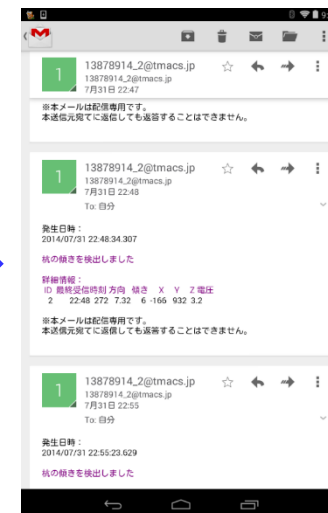 1
13878914_2@tmacs.jp
13878914_2@tmacs.jp
7月31日 22:47
※本メールは配信専用です。
本送信元宛てに返信しても返答することはできません。
1
13878914_2@tmacs.jp
13878914_2@tmacs.jp
7月31日 22:48
To: 自分
発生日時：
2014/07/31 22:48:34.307
杭の傾きを検出しました
詳細情報：
ID 最終受信時刻 方向 傾き X Y Z 電圧
2 22:48 272 7.32 6 -166 932 3.2
※本メールは配信専用です。
本送信元宛てに返信しても返答することはできません。
1
13878914_2@tmacs.jp
13878914_2@tmacs.jp
7月31日 22:55
To: 自分
発生日時：
2014/07/31 22:55:23.629
杭の傾きを検出しました